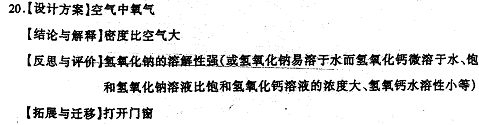 20.【设计方案】空气中氧气
【结论与解释】密度比空气大
【反思与评价】氢氧化钠的溶解性强(或氢氧化钠易溶于水而氢氧化钙微溶于水、饱
和氢氧化钠溶液比饱和氢氧化钙溶液的浓度大、氢氧钙水溶性小等)
【拓展与迁移】打开门窗